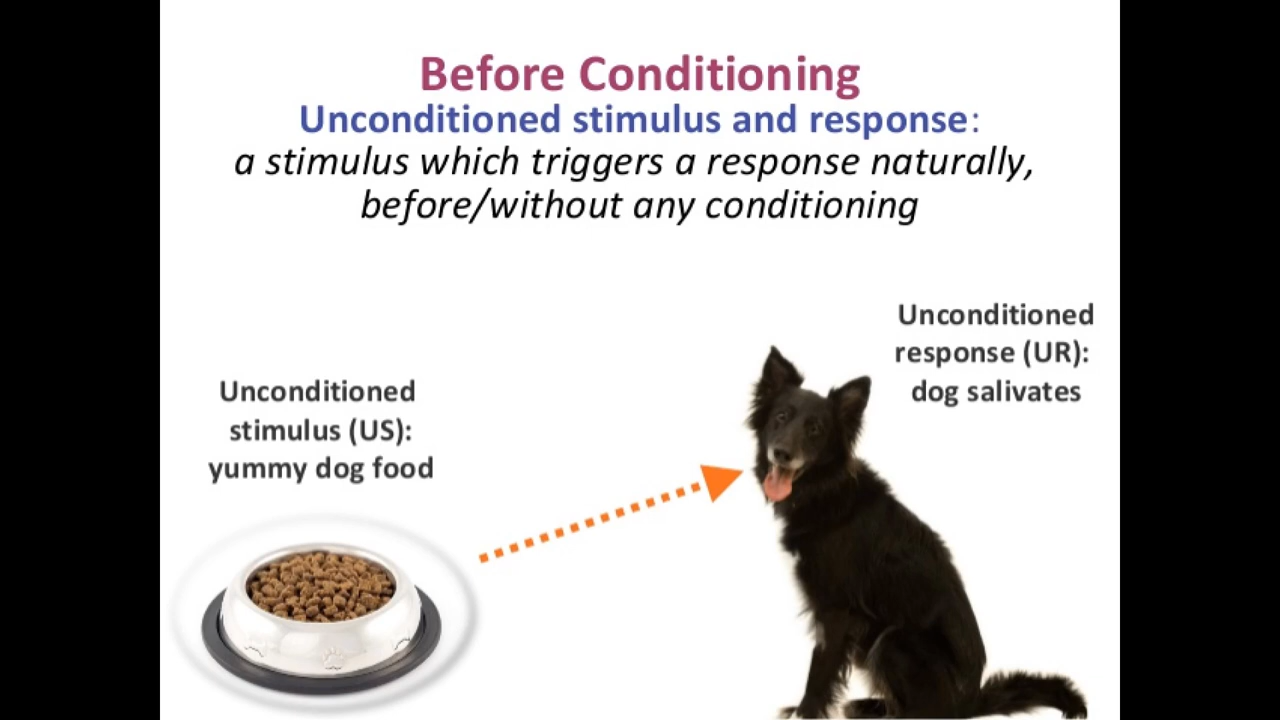 Before Conditioning
Unconditioned stimulus and response:
a stimulus which triggers a response naturally,
before/without any conditioning
Unconditioned
stimulus (US):
yummy dog food
Unconditioned
response (UR):
dog salivates